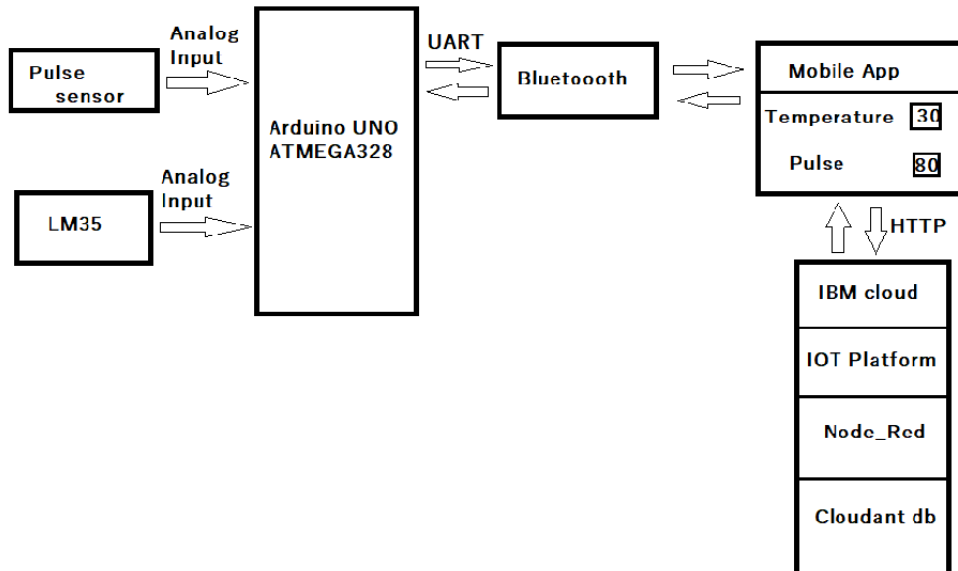 Pulse
sensor
Analog
Input
LM35
Analog
Input
Arduino UNO
ATMEGA328
UART
Bluetoooth
Mobile App
Temperature 30
Pulse 80
HTTP
IBM cloud
IOT Platform
Node_Red
Cloudant db